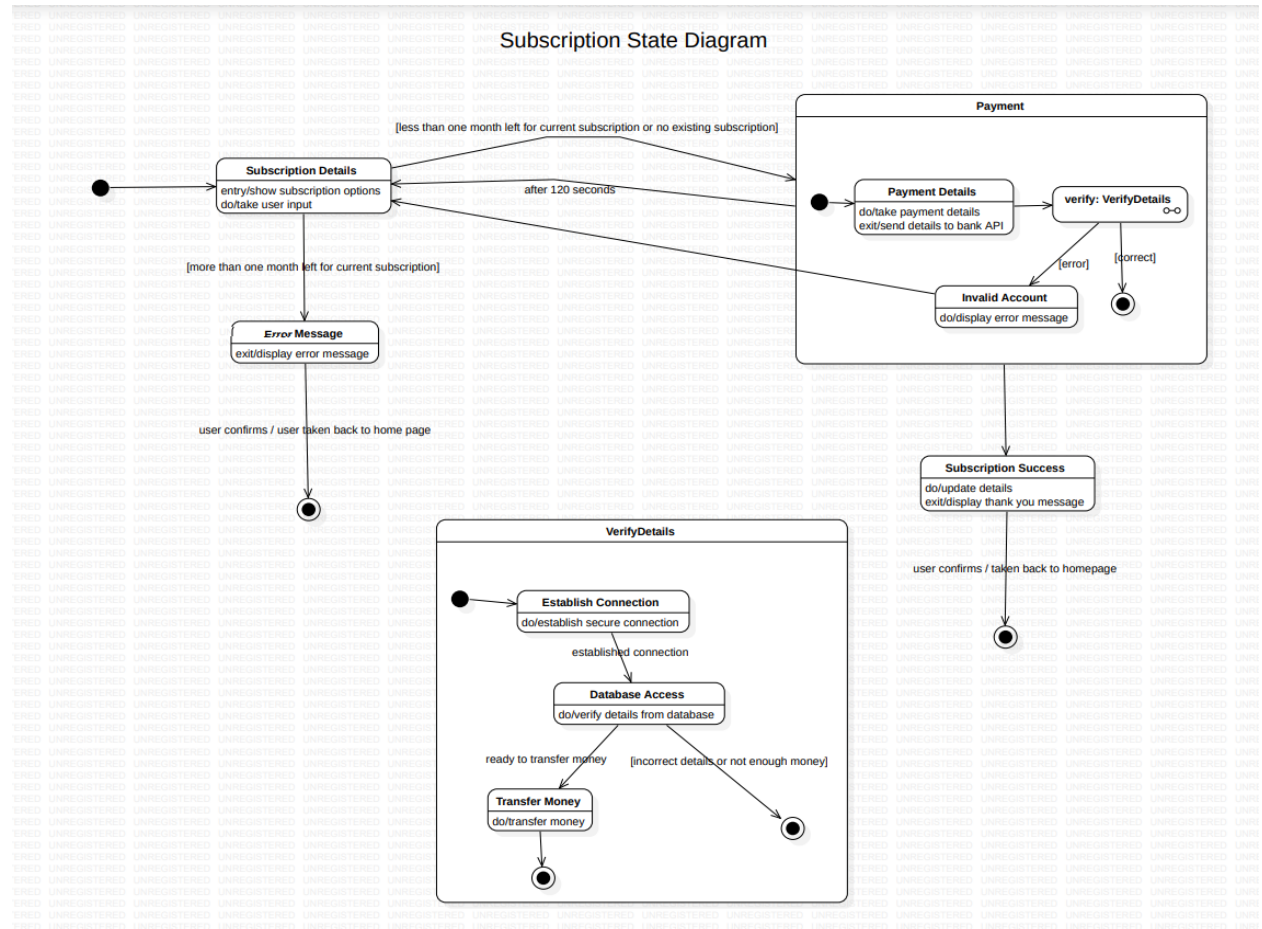 Subscription State Diagram
Payment
[less than one month left for current subscription or no existing subscription]
Subscription Details
entry/show subscription options
do/take user input
after 120 seconds
Payment Details
do/take payment details
exit/send details to bank API
verify: VerifyDetails
[more than one month left for current subscription]
[error]
[correct]
Invalid Account
do/display error message
Error Message
exit/display error message
user confirms / user taken back to home page
Subscription Success
do/update details
exit/display thank you message
user confirms / taken back to homepage
VerifyDetails
Establish Connection
do/establish secure connection
established connection
Database Access
do/verify details from database
ready to transfer money
[incorrect details or not enough money]
Transfer Money
do/transfer money
UNREGISTERED